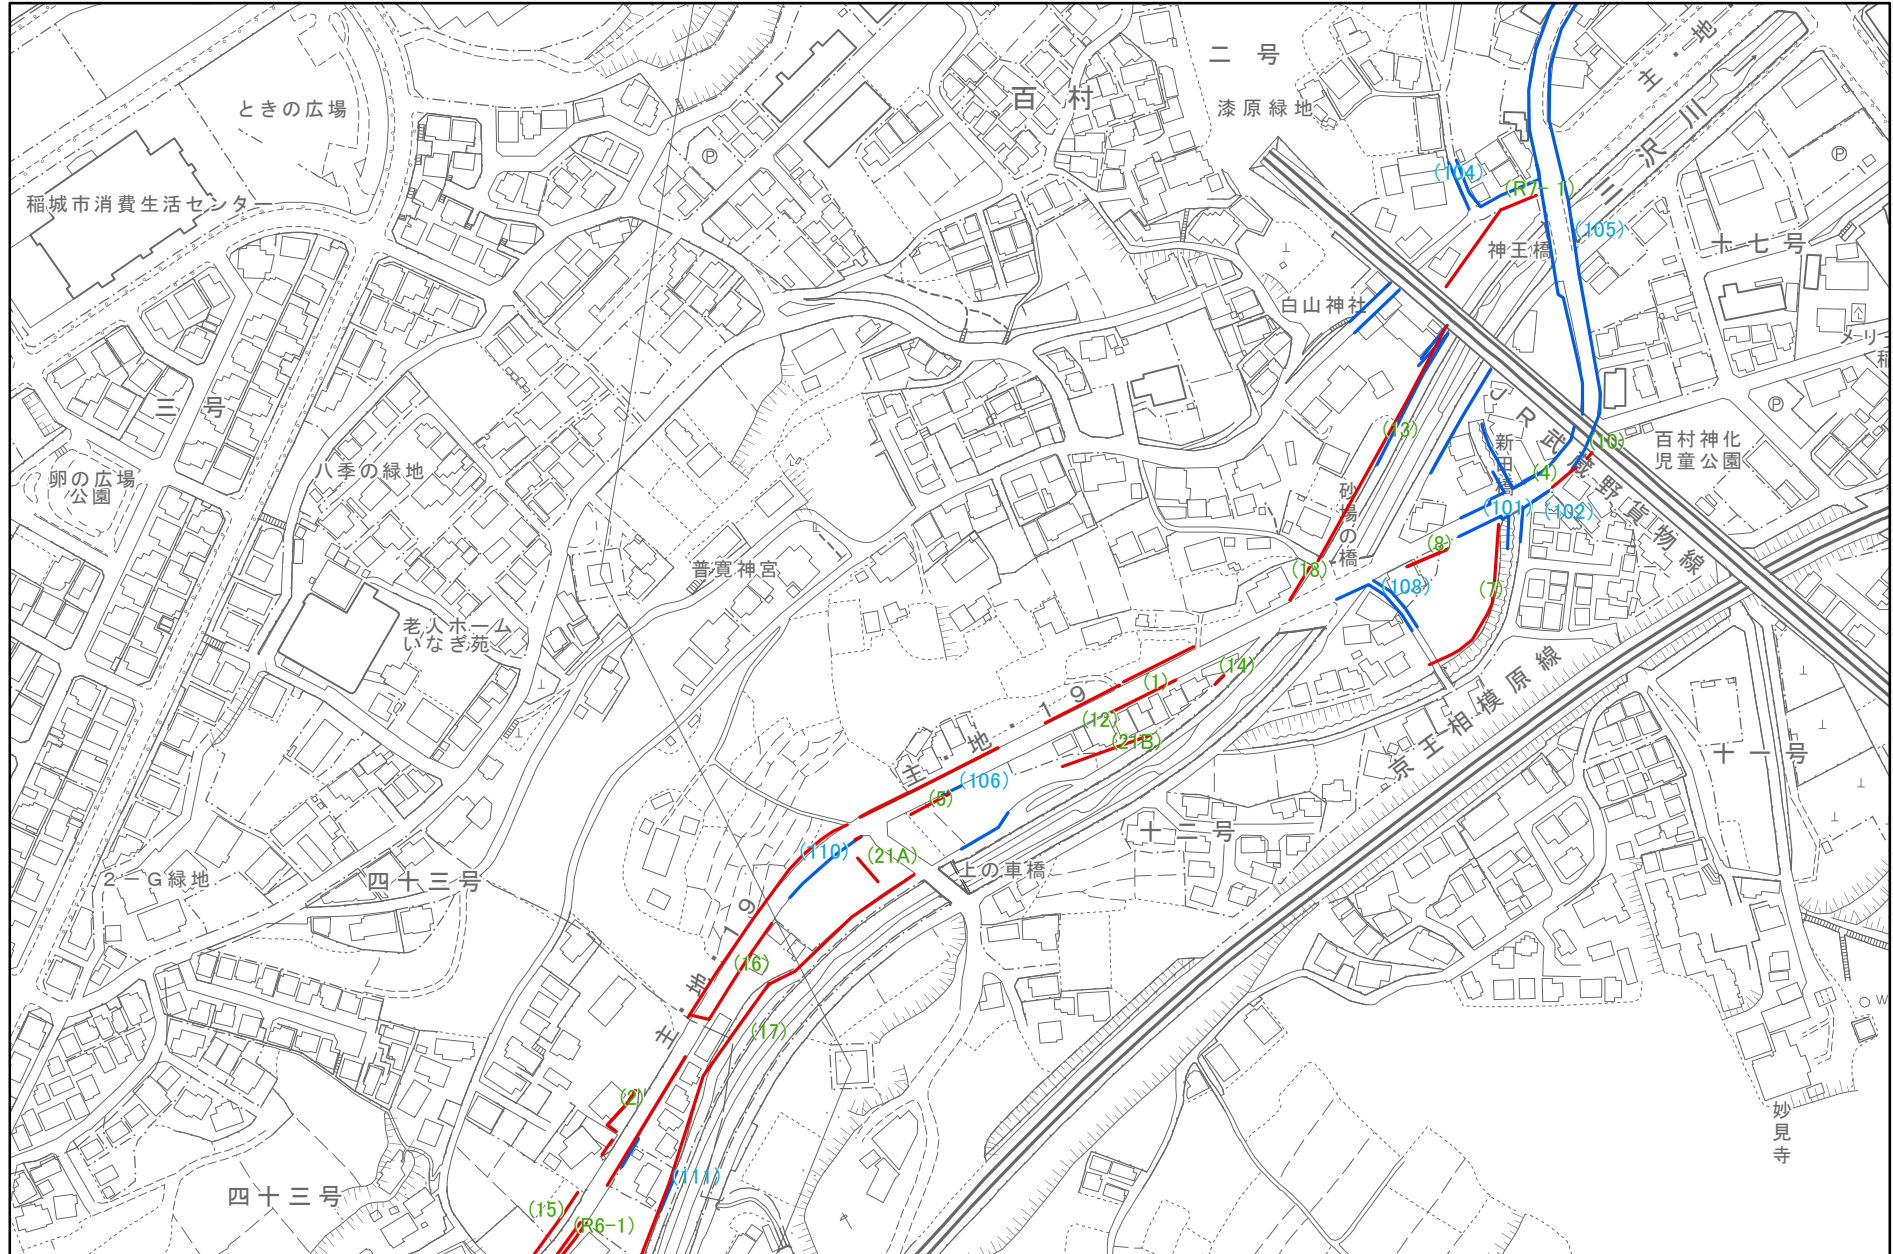 二号
百村
漆原緑地
ときの広場
稲城市消費生活センター
主・地
三沢川
(104)
(R7-1)
(105)
神王橋
十七号
白山神社
メリー
稲
三号
八季の緑地
卵の広場
公園
JR武蔵野貨物線
新田橋
(13)
(10)
(4)
百村神化
児童公園
砂場の橋
(101)
(102)
(8)
(7)
(13)
(108)
普寛神宮
老人ホーム
いなぎ苑
京王相模原線
(14)
(1)
(12)
(21B)
主・地・19
(106)
(5)
十一号
十二号
(110)
(21A)
上の車橋
2-G緑地
四十三号
主・地・19
(16)
(17)
(2)
(111)
(15)
(R6-1)
四十三号
妙見寺
W
P
P
P